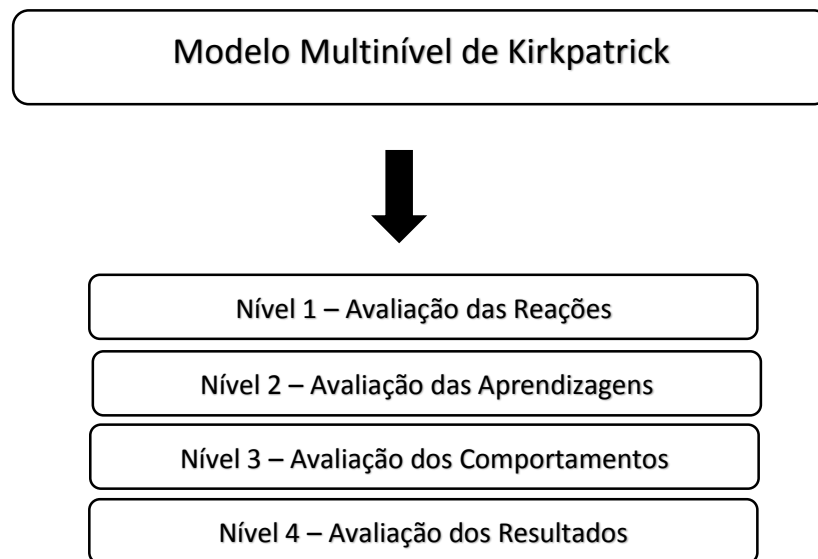 Modelo Multinível de Kirkpatrick
Nível 1 – Avaliação das Reações
Nível 2 – Avaliação das Aprendizagens
Nível 3 – Avaliação dos Comportamentos
Nível 4 – Avaliação dos Resultados